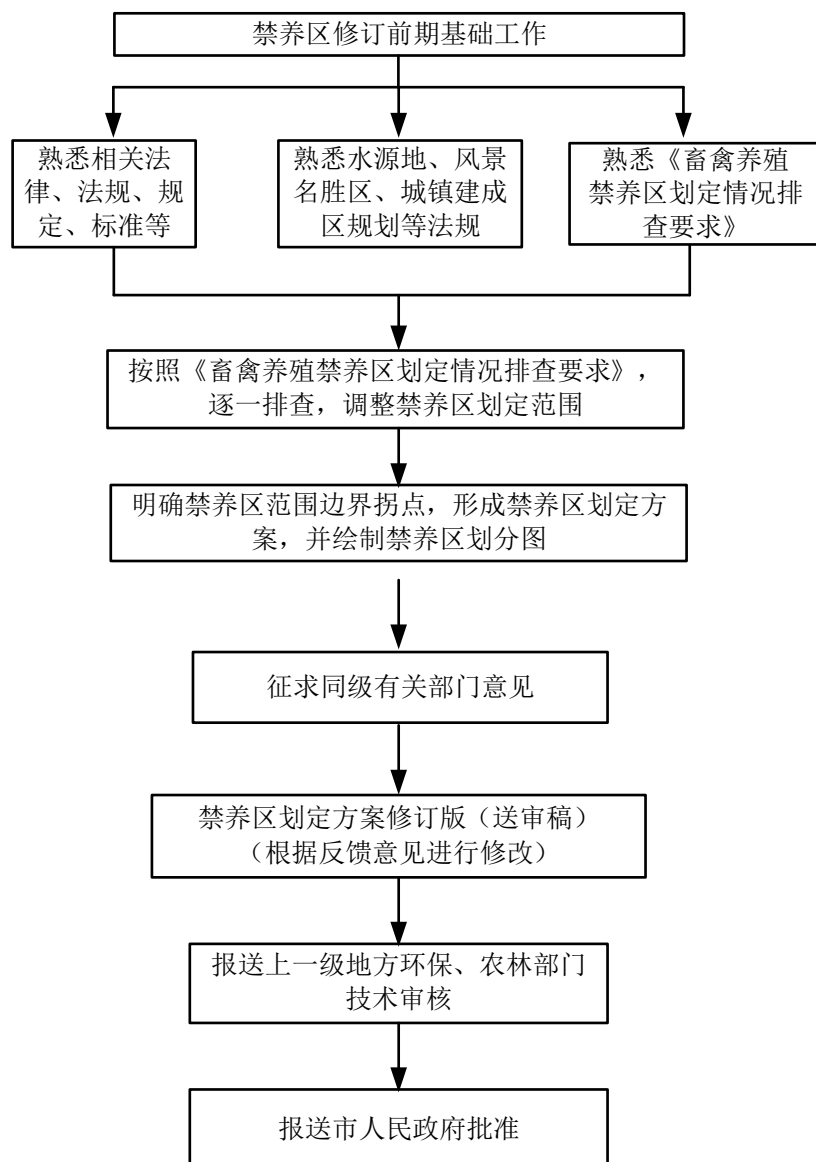 禁养区修订前期基础工作
熟悉相关法
律、法规、规
定、标准等
熟悉水源地、风景
名胜区、城镇建成
区规划等法规
熟悉《畜禽养殖
禁养区划定情况排
查要求》
按照《畜禽养殖禁养区划定情况排查要求》，
逐一排查，调整禁养区划定范围
明确禁养区范围边界拐点，形成禁养区划定方
案，并绘制禁养区划分图
征求同级有关部门意见
禁养区划定方案修订版（送审稿）
（根据反馈意见进行修改）
报送上一级地方环保、农林部门
技术审核
报送市人民政府批准